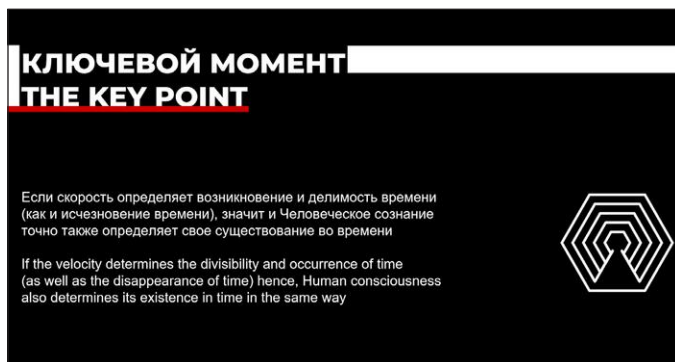 КЛЮЧЕВОЙ МОМЕНТ
THE KEY POINT
Если скорость определяет возникновение и делимость времени
(как и исчезновение времени), значит и Человеческое сознание
точно также определяет свое существование во времени
If the velocity determines the divisibility and occurrence of time
(as well as the disappearance of time) hence, Human consciousness
also determines its existence in time in the same way